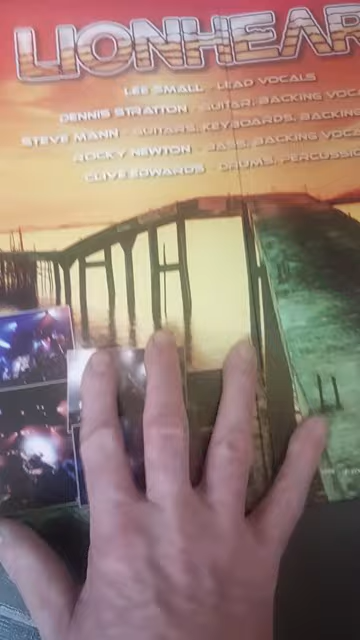 LIONHEAR
LEE SMALL - LEAD VOCALS
DENNIS STRATTON - GUITAR, BACKING VOCA
STEVE MANN - GUITARS, KEYBOARDS, BACKING
ROCKY NEWTON - BASS, BACKING VOCA
CLIVE EDWARDS - DRUMS, PERCUSSIO